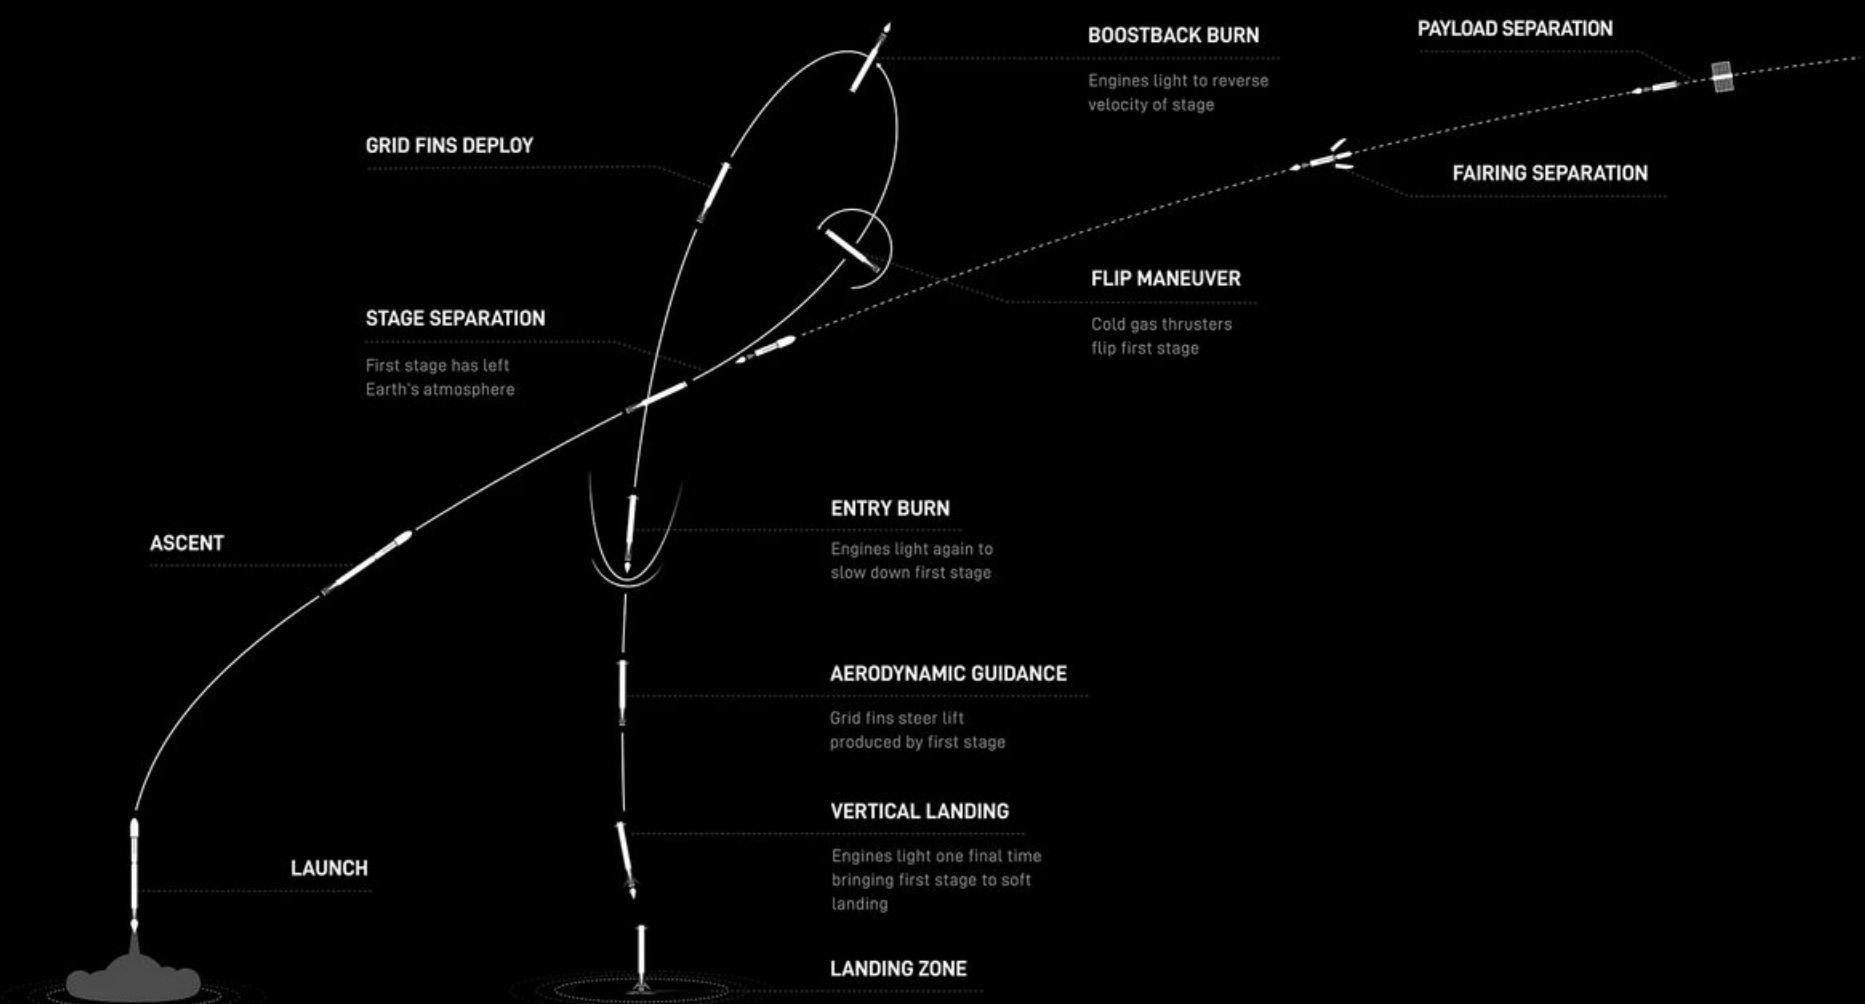 BOOSTBACK BURN
Engines light to reverse
velocity of stage
PAYLOAD SEPARATION
GRID FINS DEPLOY
FAIRING SEPARATION
FLIP MANEUVER
Cold gas thrusters
flip first stage
STAGE SEPARATION
First stage has left
Earth's atmosphere
ENTRY BURN
Engines light again to
slow down first stage
ASCENT
AERODYNAMIC GUIDANCE
Grid fins steer lift
produced by first stage
VERTICAL LANDING
Engines light one final time
bringing first stage to soft
landing
LAUNCH
LANDING ZONE